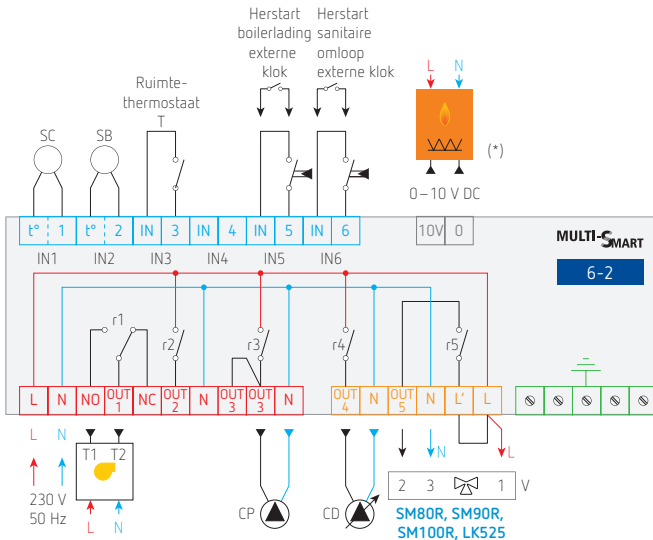 Herstart
boilerlading
externe
klok
Herstart
sanitaire
omloop
externe klok
Ruimte-
thermostaat
T
L N
SC SB
(*)
0–10 V DC
t° 1 t° 2 IN 3 IN 4 IN 5 IN 6 10V 0
IN1 IN2 IN3 IN4 IN5 IN6
MULTI-SMART
6-2
r1 r2 r3 r4 r5
L N NO OUT 1 NC OUT 2 N OUT 3 OUT 3 N OUT 4 N OUT 5 N L' L
L N T1 T2 N L
230 V
50 Hz
L N
CP CD
2 3 1 V
SM80R, SM90R,
SM100R, LK525